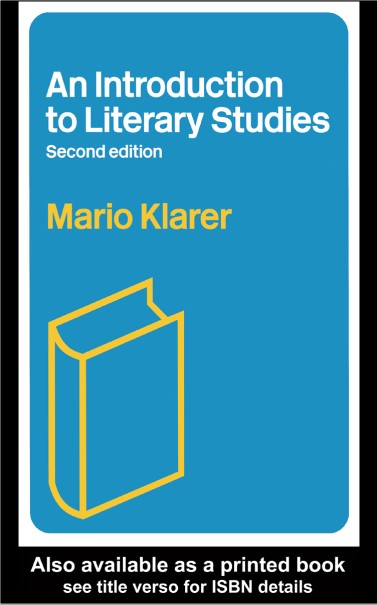 An Introduction
to Literary Studies
Second edition
Mario Klarer
Also available as a printed book
see title verso for ISBN details